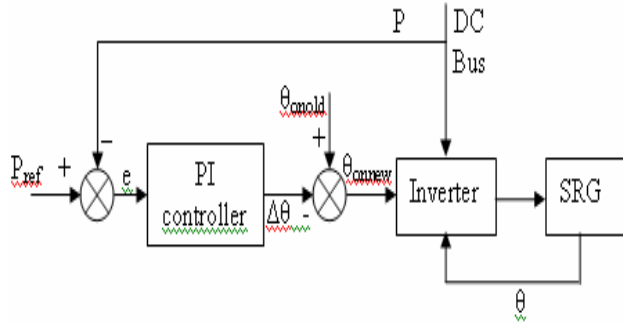 P DC
Bus
θonold
+
−
Pref +
e
PI
controller
Δθ -
θonnew
Inverter
SRG
θ